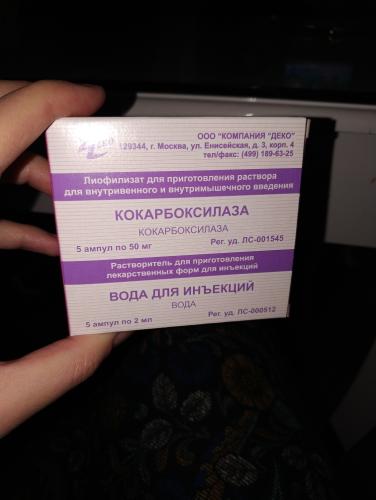 ДЕКО
ООО "КОМПАНИЯ "ДЕКО"
129344, г. Москва, ул. Енисейская, д. 3, корп. 4
тел/факс: (499) 189-63-25
Лиофилизат для приготовления раствора
для внутривенного и внутримышечного введения
КОКАРБОКСИЛАЗА
КОКАРБОКСИЛАЗА
5 ампул по 50 мг Рег. уд. ЛС-001545
Растворитель для приготовления
лекарственных форм для инъекций
ВОДА ДЛЯ ИНЪЕКЦИЙ
ВОДА
5 ампул по 2 мл Рег. уд. ЛС-000512